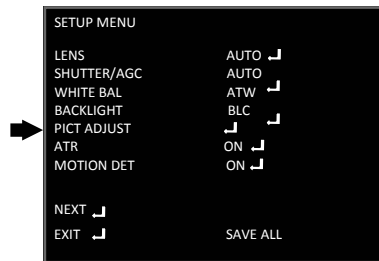 SETUP MENU
LENS AUTO ↵
SHUTTER/AGC AUTO
WHITE BAL ATW ↵
BACKLIGHT BLC ↵
PICT ADJUST ↵
ATR ON ↵
MOTION DET ON ↵
NEXT ↵
EXIT ↵ SAVE ALL